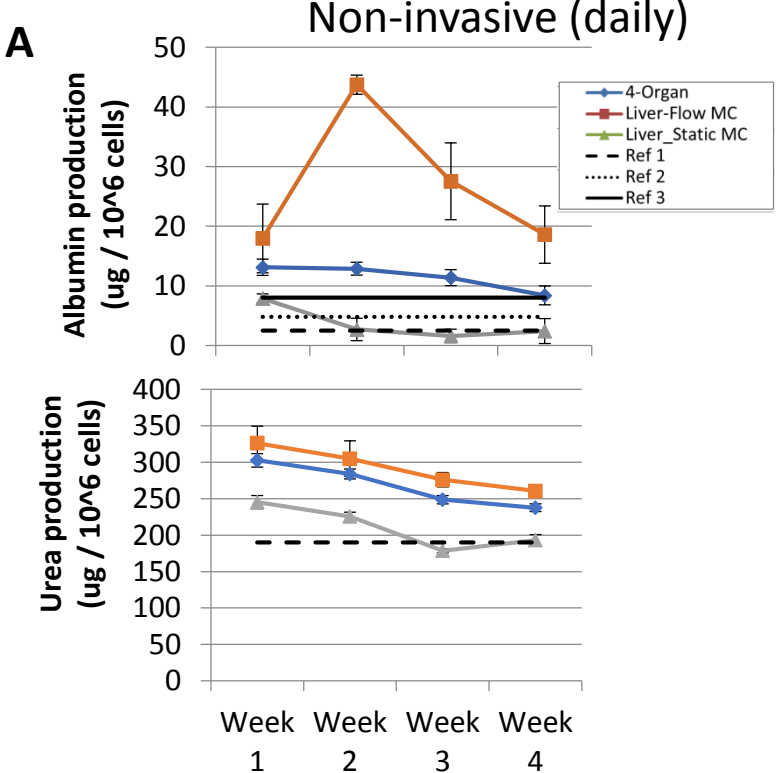 Non-invasive (daily)
A
Albumin production
(ug / 10^6 cells)
50
40
30
20
10
0
4-Organ
Liver-Flow MC
Liver_Static MC
Ref 1
Ref 2
Ref 3
Urea production
(ug / 10^6 cells)
400
350
300
250
200
150
100
50
0
Week Week Week Week
1 2 3 4